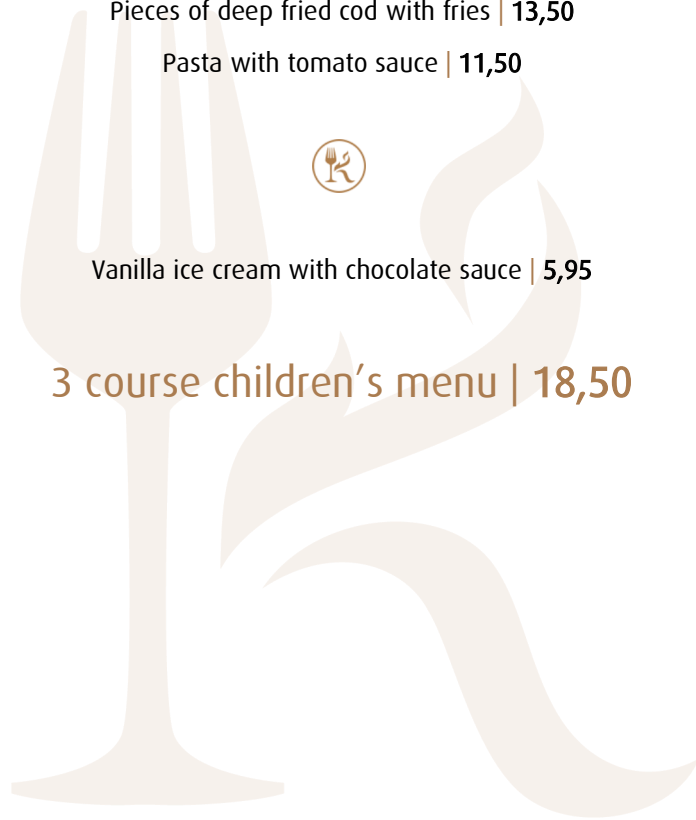 Pieces of deep fried cod with fries | 13,50
Pasta with tomato sauce | 11,50
Vanilla ice cream with chocolate sauce | 5,95
3 course children’s menu | 18,50